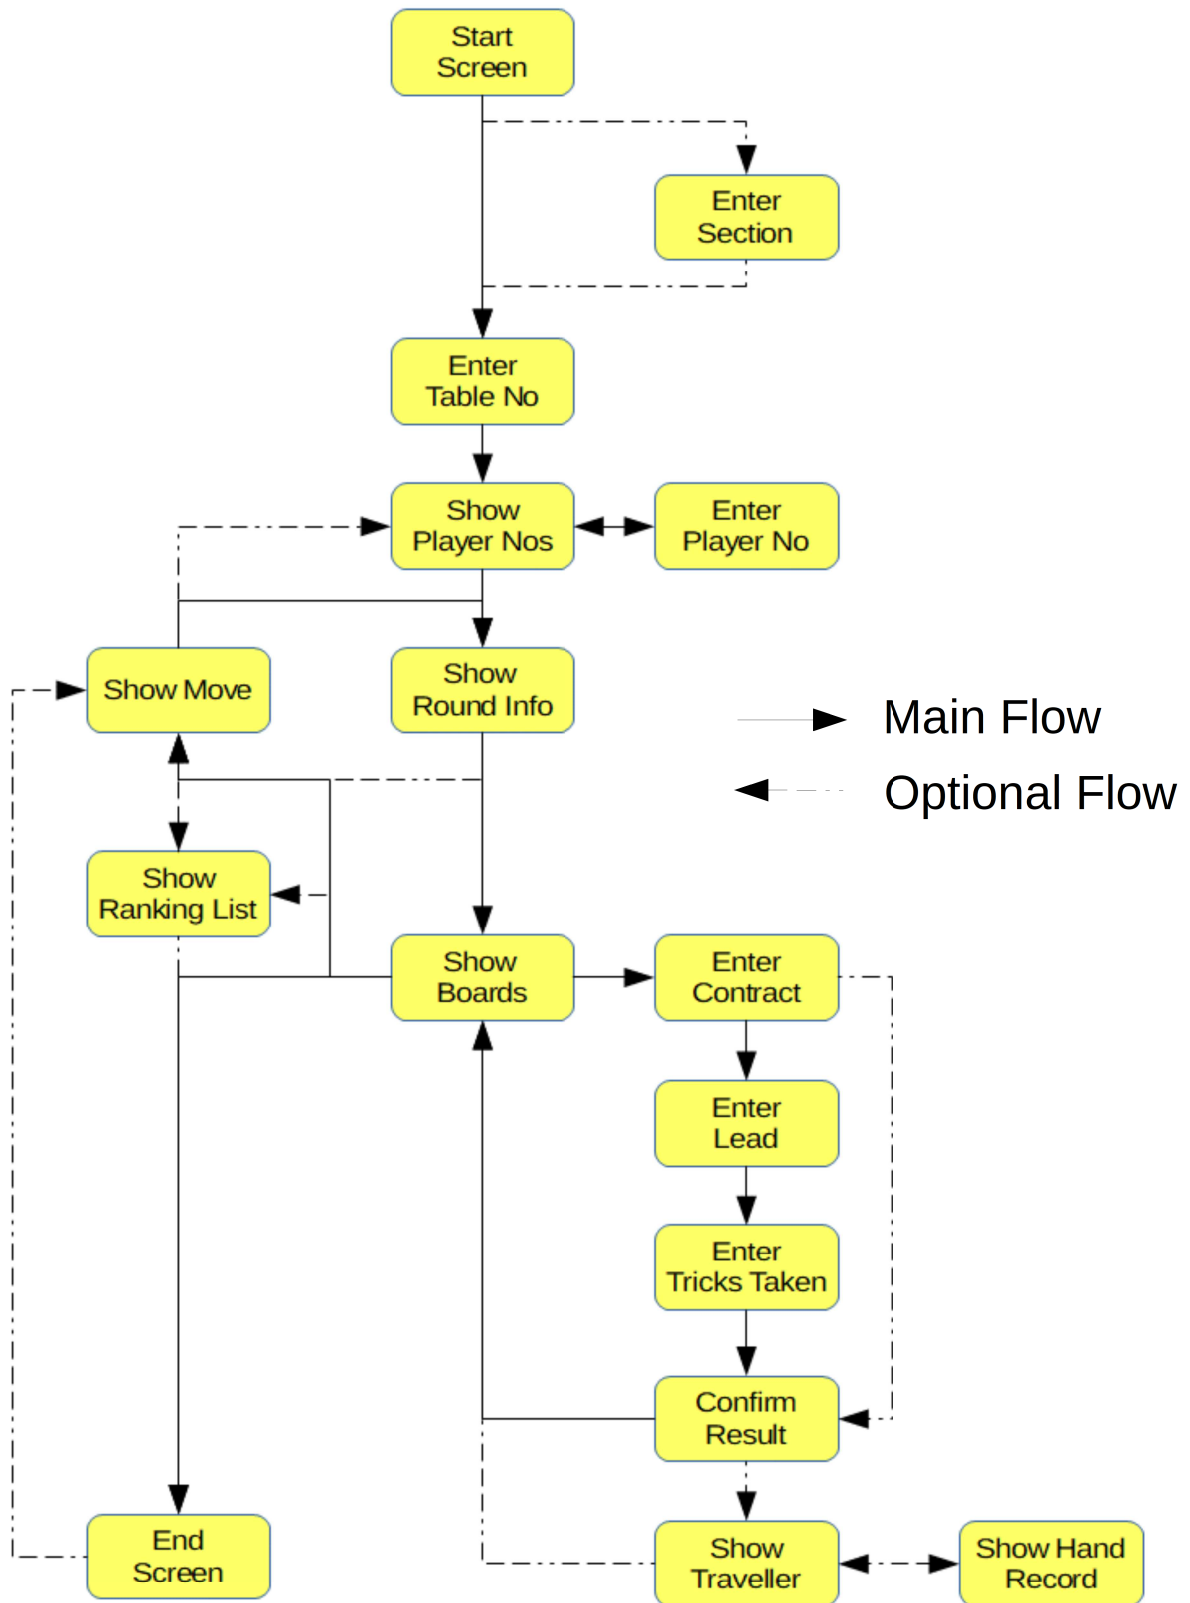 Start
Screen
Enter
Section
Enter
Table No
Show
Player Nos
Enter
Player No
Show Move
Show
Round Info
Main Flow
Optional Flow
Show
Ranking List
Show
Boards
Enter
Contract
Enter
Lead
Enter
Tricks Taken
Confirm
Result
End
Screen
Show
Traveller
Show Hand
Record